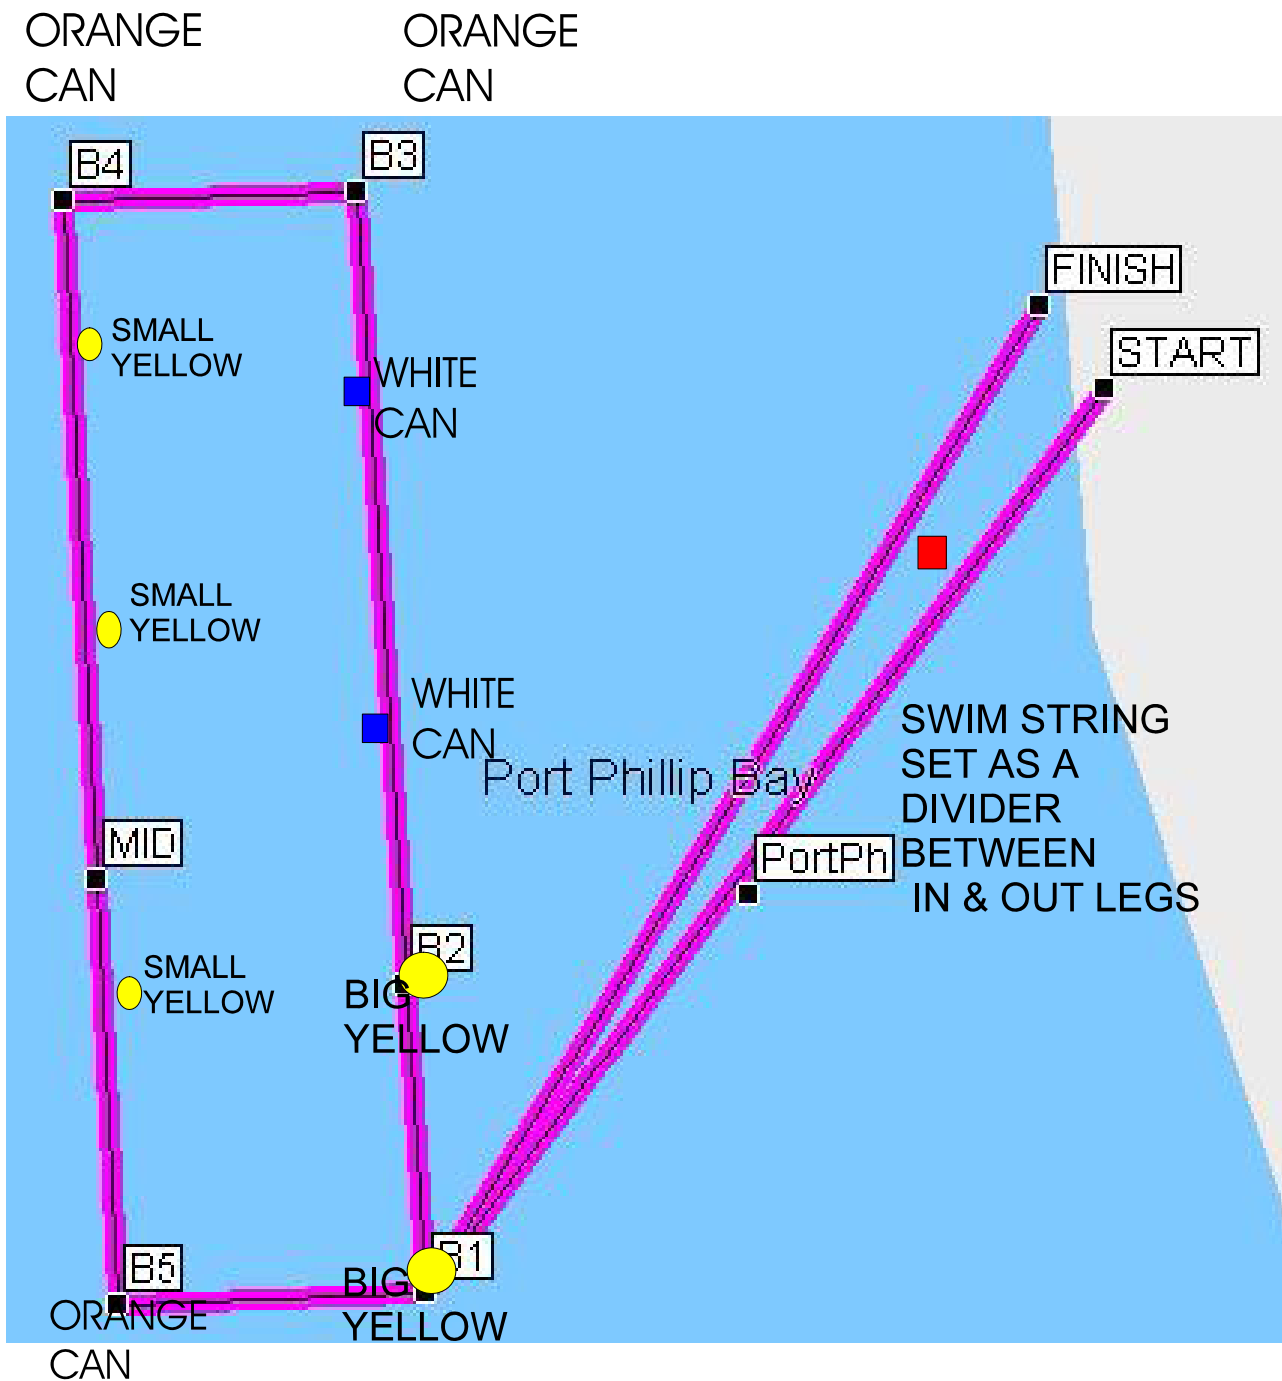 ORANGE
CAN
ORANGE
CAN
B4
B3
FINISH
SMALL
YELLOW
START
WHITE
CAN
SMALL
YELLOW
WHITE
CAN
SWIM STRING
SET AS A
DIVIDER
BETWEEN
IN & OUT LEGS
Port Phillip Bay
MID
PortPh
B2
SMALL
YELLOW
BIG
YELLOW
B1
B5
BIG
YELLOW
ORANGE
CAN